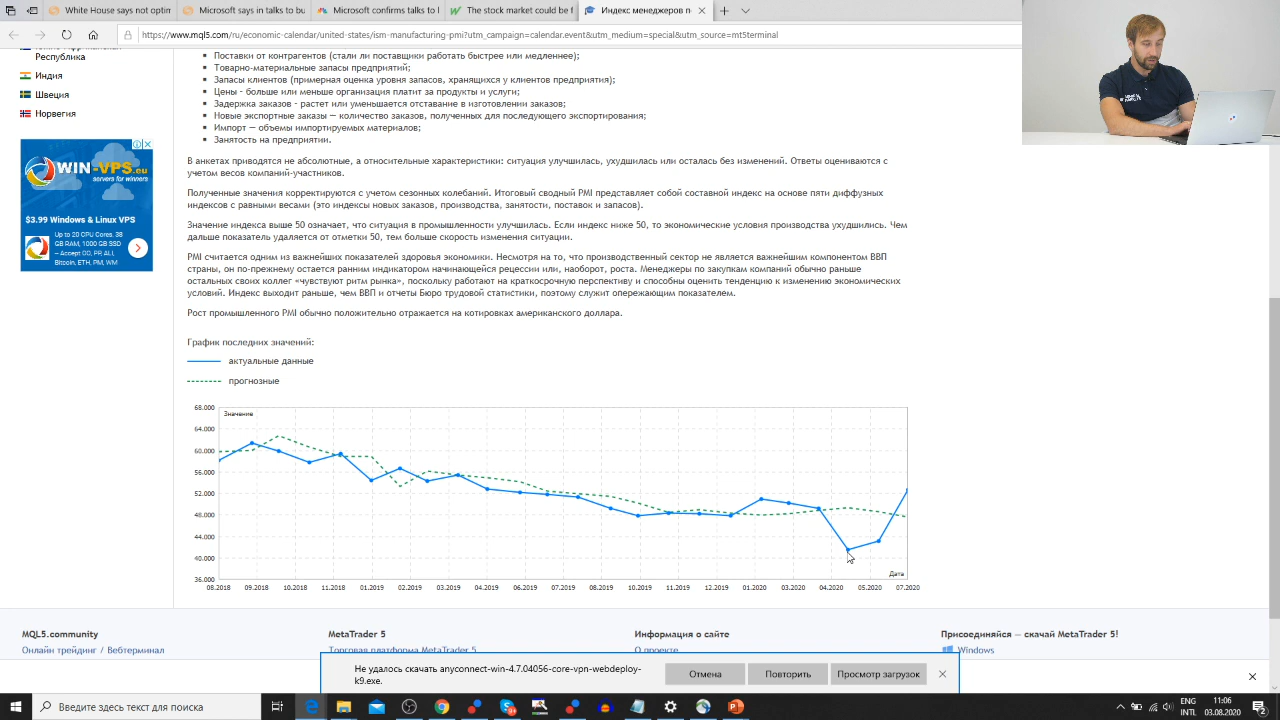 White House says not optim
Microsoft says in talks to bu
Microsoft confirms talks to l
The stock market could be f
Индекс менеджеров п
https://www.mql5.com/ru/economic-calendar/united-states/ism-manufacturing-pmi?utm_campaign=calendar.event&utm_medium=special&utm_source=mt5terminal
Республика
Индия
Швеция
Норвегия
WIN-VPS.eu
servers for winners
$3.99 Windows & Linux VPS
Up to 20 CPU Cores, 38
GB RAM, 1000 GB SSD
– Accept OO, PP, ALL
Bitcoin, ETH, PM, WM
Поставки от контрагентов (стали ли поставщики работать быстрее или медленнее);
Товарно-материальные запасы предприятий;
Запасы клиентов (примерная оценка уровня запасов, хранящихся у клиентов предприятия);
Цены - больше или меньше организация платит за продукты и услуги;
Задержка заказов - растет или уменьшается отставание в изготовлении заказов;
Новые экспортные заказы — количество заказов, полученных для последующего экспортирования;
Импорт — объемы импортируемых материалов;
Занятость на предприятии.
В анкетах приводятся не абсолютные, а относительные характеристики: ситуация улучшилась, ухудшилась или осталась без изменений. Ответы оцениваются с
учетом весов компаний-участников.
Полученные значения корректируются с учетом сезонных колебаний. Итоговый сводный PMI представляет собой составной индекс на основе пяти диффузных
индексов с равными весами (это индексы новых заказов, производства, занятости, поставок и запасов).
Значение индекса выше 50 означает, что ситуация в промышленности улучшилась. Если индекс ниже 50, то экономические условия производства ухудшились. Чем
дальше показатель удаляется от отметки 50, тем больше скорость изменения ситуации.
PMI считается одним из важнейших показателей здоровья экономики. Несмотря на то, что производственный сектор не является важнейшим компонентом ВВП
страны, он по-прежнему остается ранним индикатором начинающейся рецессии или, наоборот, роста. Менеджеры по закупкам компаний обычно раньше
остальных своих коллег «чувствуют ритм рынка», поскольку работают на краткосрочную перспективу и способны оценить тенденцию к изменению экономических
условий. Индекс выходит раньше, чем ВВП и отчеты Бюро трудовой статистики, поэтому служит опережающим показателем.
Рост промышленного PMI обычно положительно отражается на котировках американского доллара.
График последних значений:
актуальные данные
прогнозные
Значение
68.000
64.000
60.000
56.000
52.000
48.000
44.000
40.000
36.000
Дата
08.2018 09.2018 10.2018 11.2018 01.2019 02.2019 03.2019 04.2019 06.2019 07.2019 08.2019 10.2019 11.2019 12.2019 01.2020 03.2020 04.2020 05.2020 07.2020
MQL5.community
Онлайн трейдинг / Вебтерминал
MetaTrader 5
Торговая платформа MetaTrader 5
Информация о сайте
О проекте
Присоединяйся — скачай MetaTrader 5!
Windows
Не удалось скачать anyconnect-win-4.7.04056-core-vpn-webdeploy-
k9.exe.
Отмена
Повторить
Просмотр загрузок
Введите здесь текст для поиска
ENG
INTL
11:06
03.08.2020